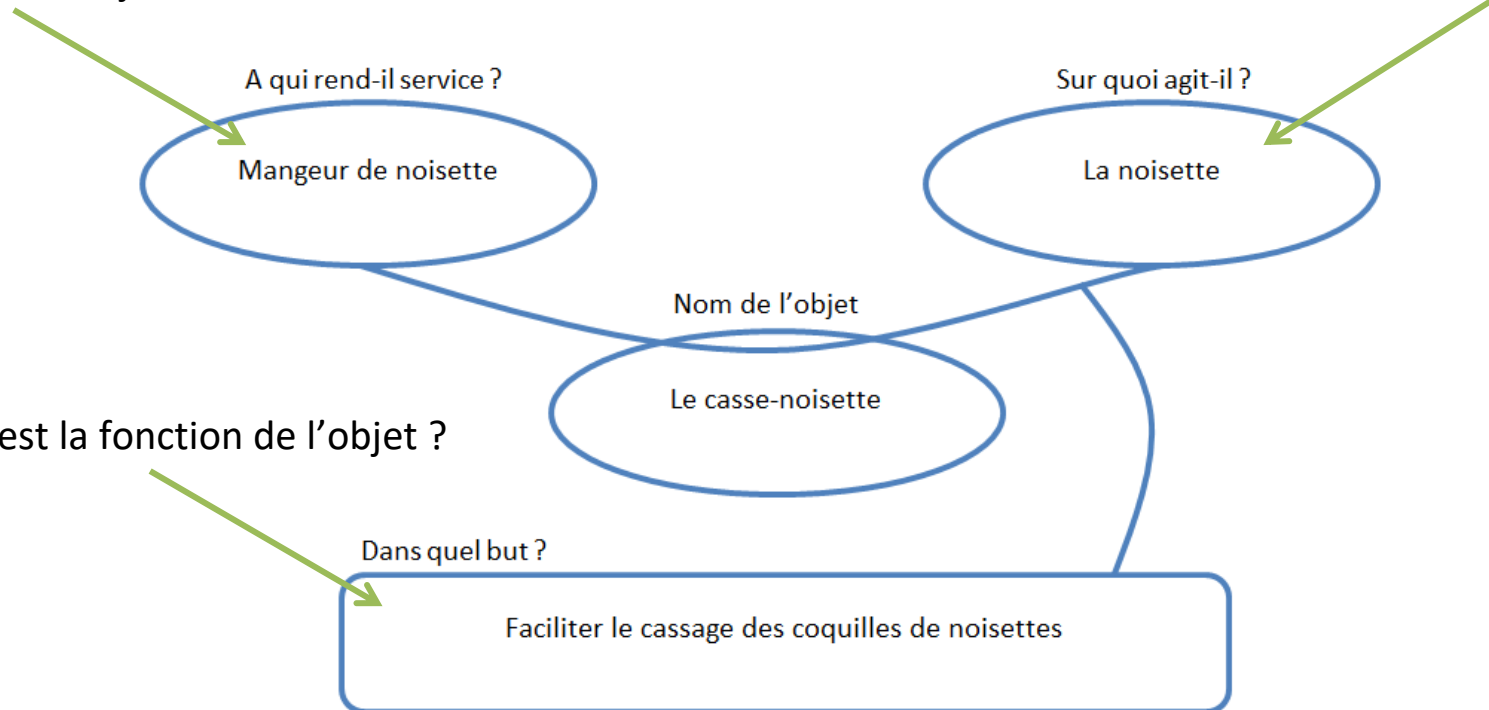 A qui rend-il service ?
Sur quoi agit-il ?
Mangeur de noisette
La noisette
Nom de l'objet
Le casse-noisette
est la fonction de l'objet ?
Dans quel but ?
Faciliter le cassage des coquilles de noisettes